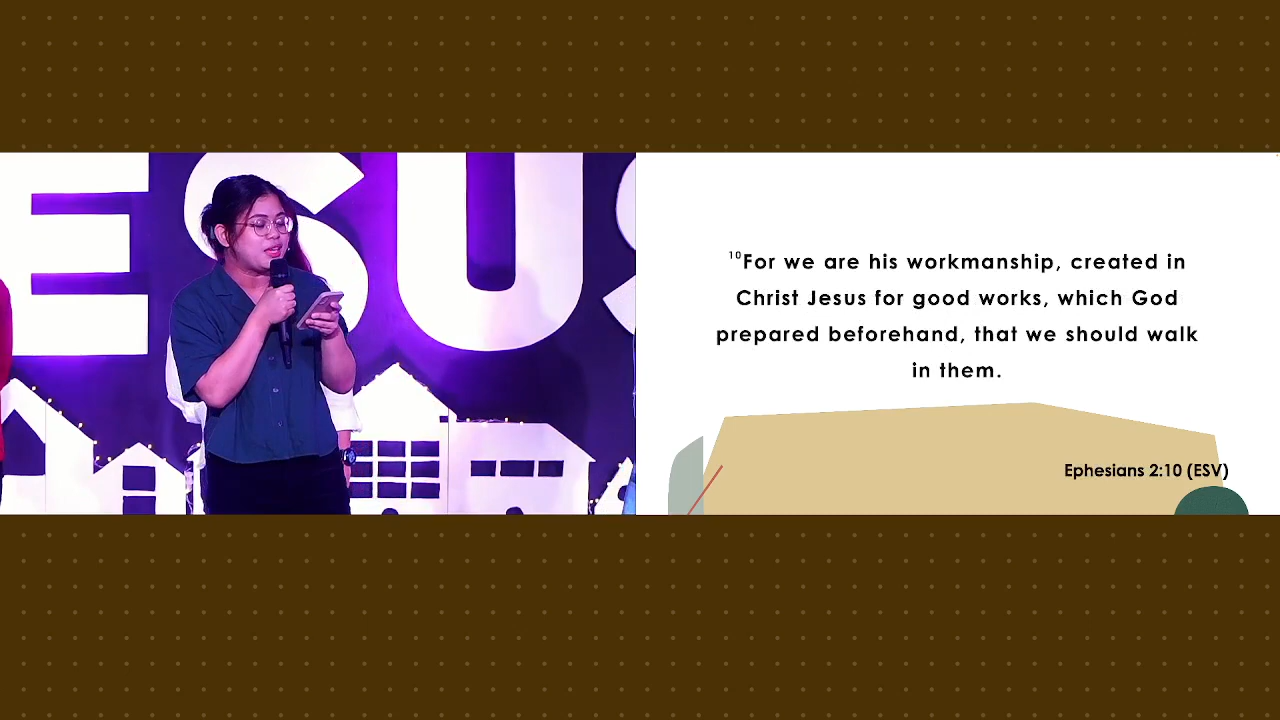 ESUS
¹⁰For we are his workmanship, created in
Christ Jesus for good works, which God
prepared beforehand, that we should walk
in them.
Ephesians 2:10 (ESV)